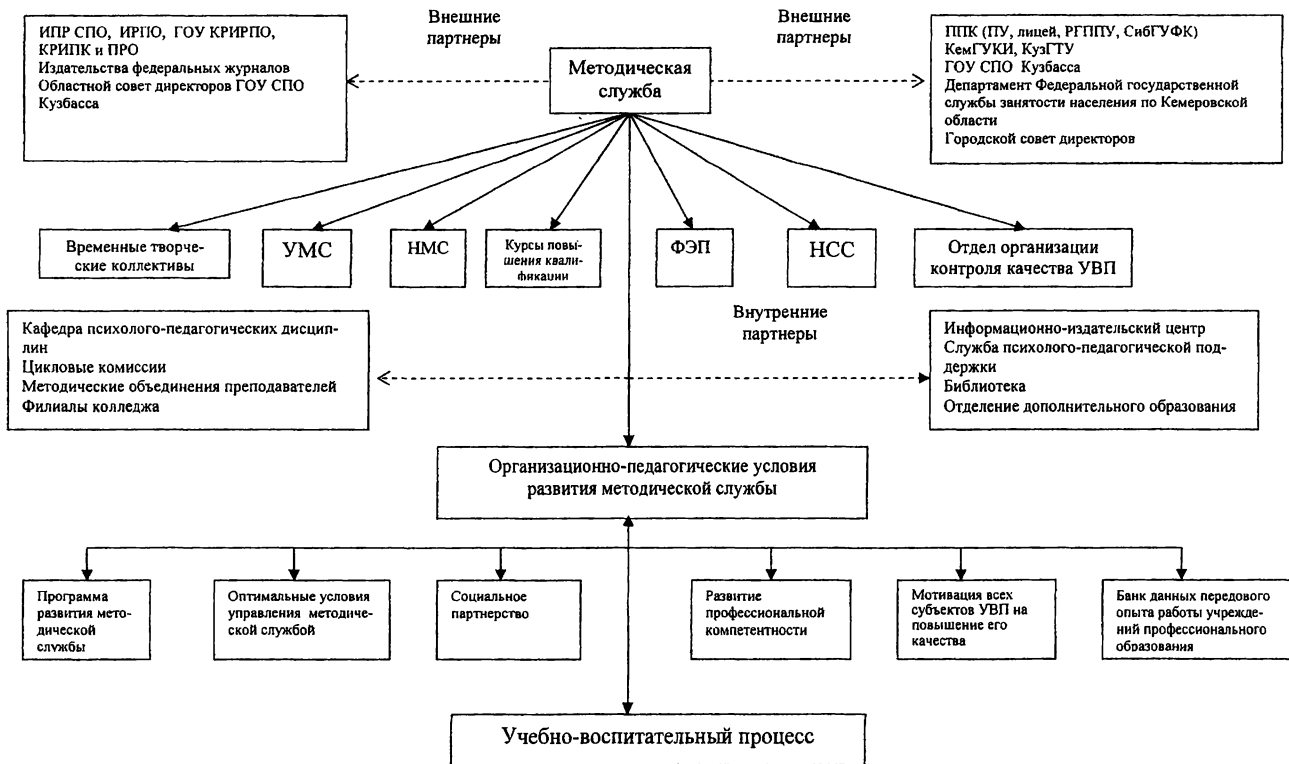 Внешние
партнеры
Внешние
партнеры
ИПР СПО, ИРПО, ГОУ КРИРПО,
КРИПК и ПРО
Издательства федеральных журналов
Областной совет директоров ГОУ СПО
Кузбасса
Методическая
служба
ППК (ПУ, лицей, РГППУ, СибГУФК)
КемГУКИ, КузГТУ
ГОУ СПО Кузбасса
Департамент Федеральной государственной
службы занятости населения по Кемеровской
области
Городской совет директоров
Временные творче-
ские коллективы
УМС
НМС
Курсы повы-
шения квали-
фикации
ФЭП
НСС
Отдел организации
контроля качества УВП
Внутренние
партнеры
Кафедра психолого-педагогических дисцип-
лин
Цикловые комиссии
Методические объединения преподавателей
Филиалы колледжа
Информационно-издательский центр
Служба психолого-педагогической под-
держки
Библиотека
Отделение дополнительного образования
Организационно-педагогические условия
развития методической службы
Программа
развития мето-
дической
службы
Оптимальные условия
управления методиче-
ской службой
Социальное
партнерство
Развитие
профессиональной
компетентности
Мотивация всех
субъектов УВП на
повышение его
качества
Банк данных передового
опыта работы учрежде-
ний профессионального
образования
Учебно-воспитательный процесс